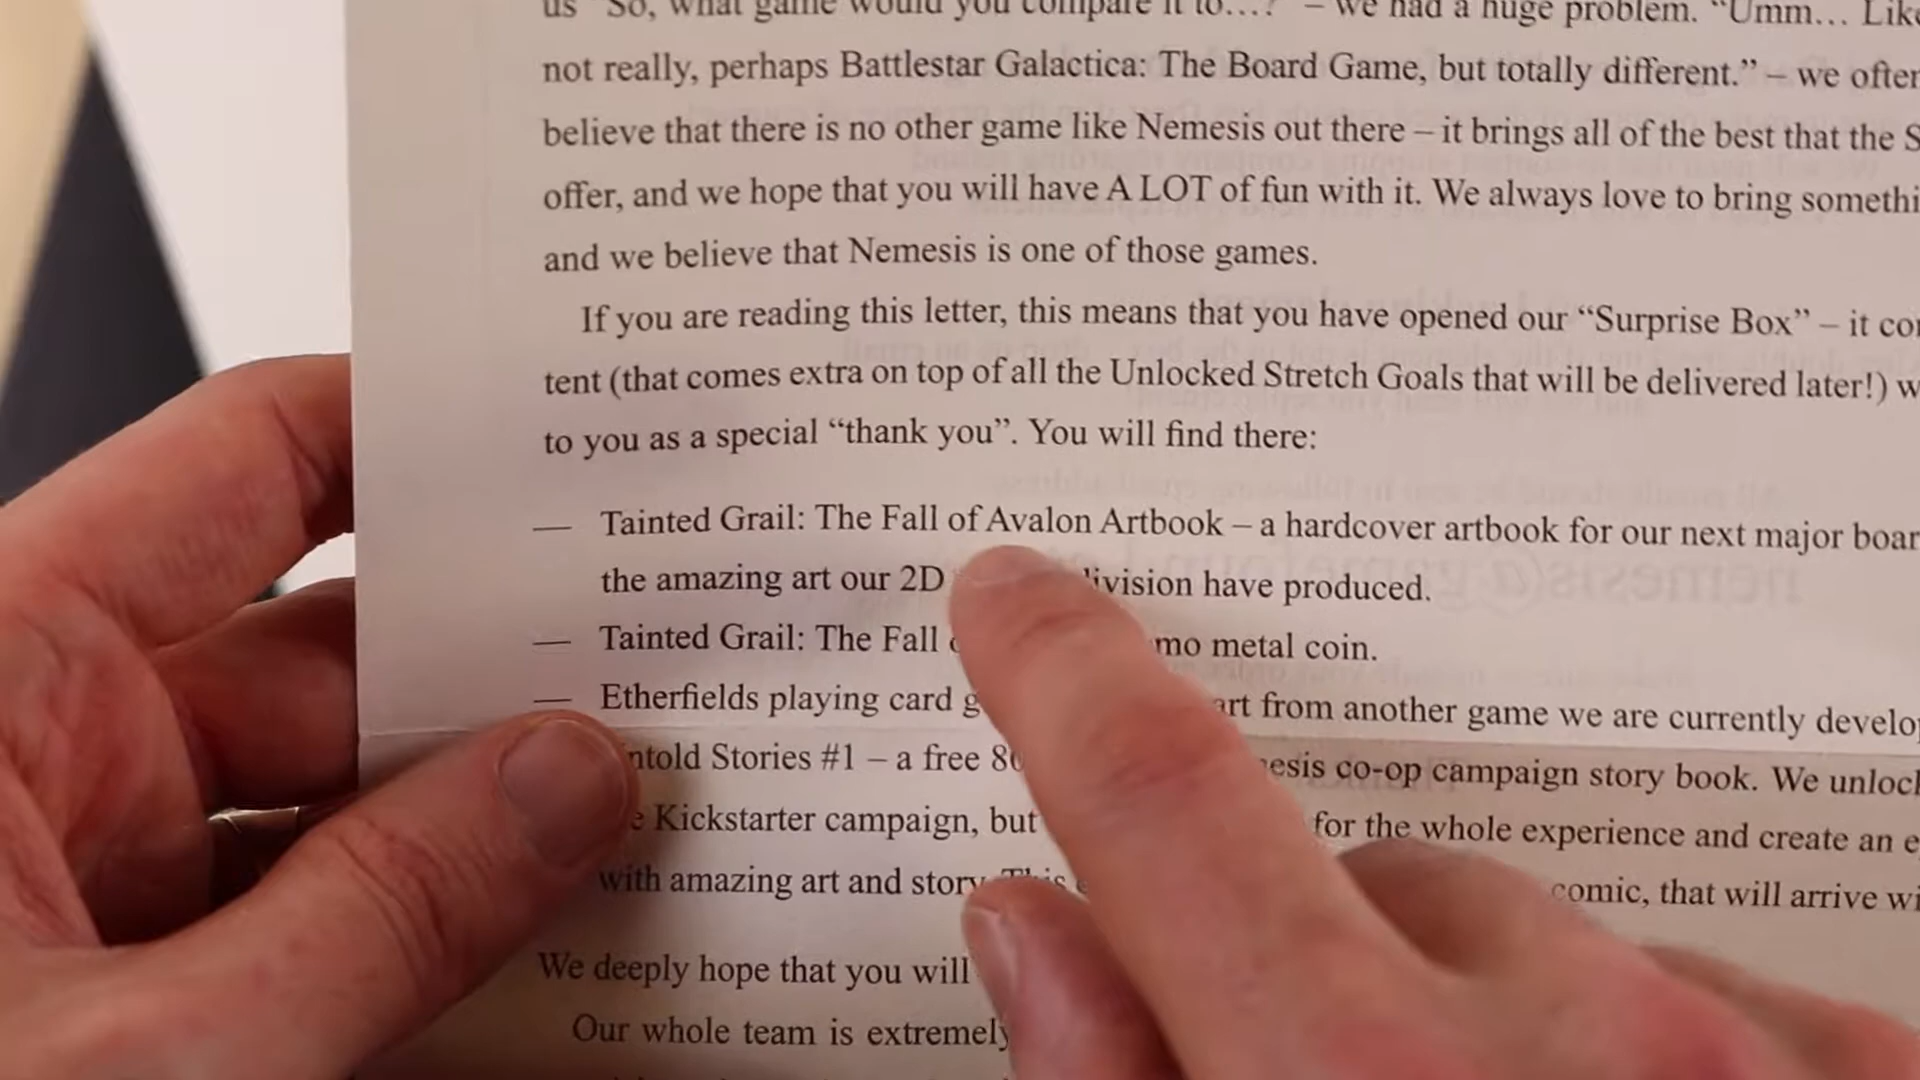 us "So, what game would you compare it to…?" – we had a huge problem. “Umm… Like
not really, perhaps Battlestar Galactica: The Board Game, but totally different.” – we often
believe that there is no other game like Nemesis out there – it brings all of the best that the S
offer, and we hope that you will have A LOT of fun with it. We always love to bring somethi
and we believe that Nemesis is one of those games.
If you are reading this letter, this means that you have opened our “Surprise Box” – it con
tent (that comes extra on top of all the Unlocked Stretch Goals that will be delivered later!) w
to you as a special “thank you”. You will find there:
— Tainted Grail: The Fall of Avalon Artbook – a hardcover artbook for our next major boar
the amazing art our 2D division have produced.
— Tainted Grail: The Fall mo metal coin.
— Etherfields playing card g art from another game we are currently develop
ntold Stories #1 – a free 8 esis co-op campaign story book. We unlock
e Kickstarter campaign, but for the whole experience and create an e
with amazing art and story. This comic, that will arrive wi
We deeply hope that you will
Our whole team is extremely